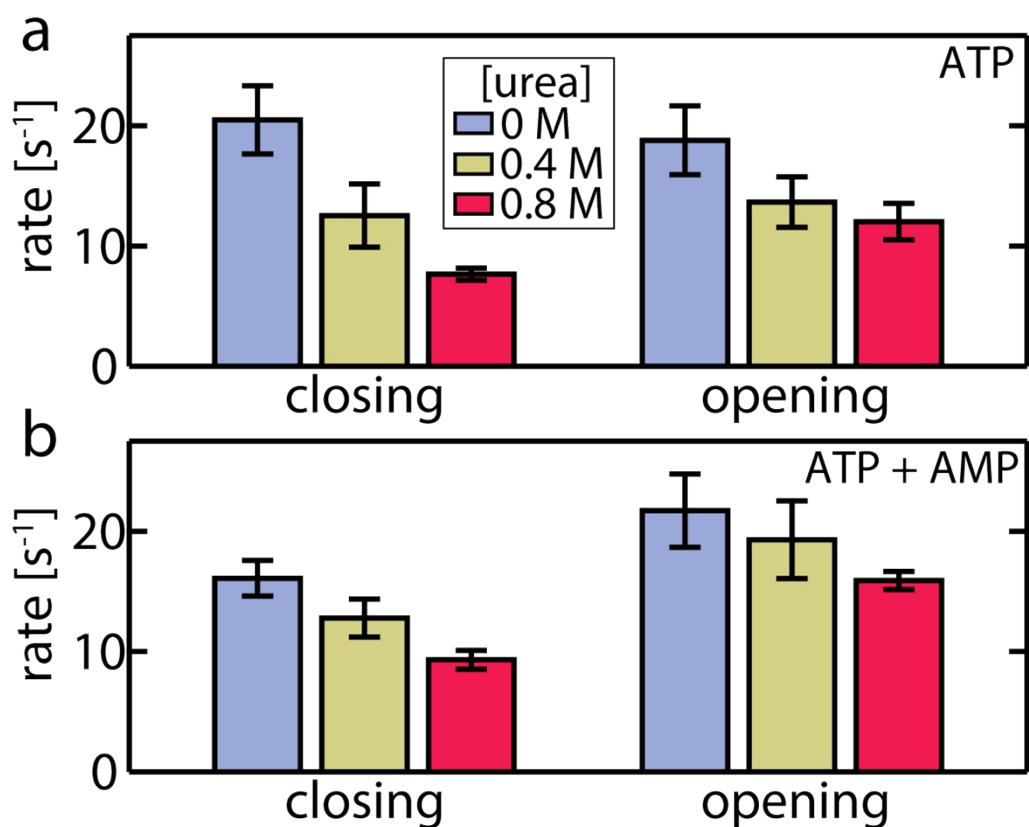 a
ATP
rate [s⁻¹]
20
10
0
[urea]
0 M
0.4 M
0.8 M
closing
opening
b
ATP + AMP
rate [s⁻¹]
20
10
0
closing
opening